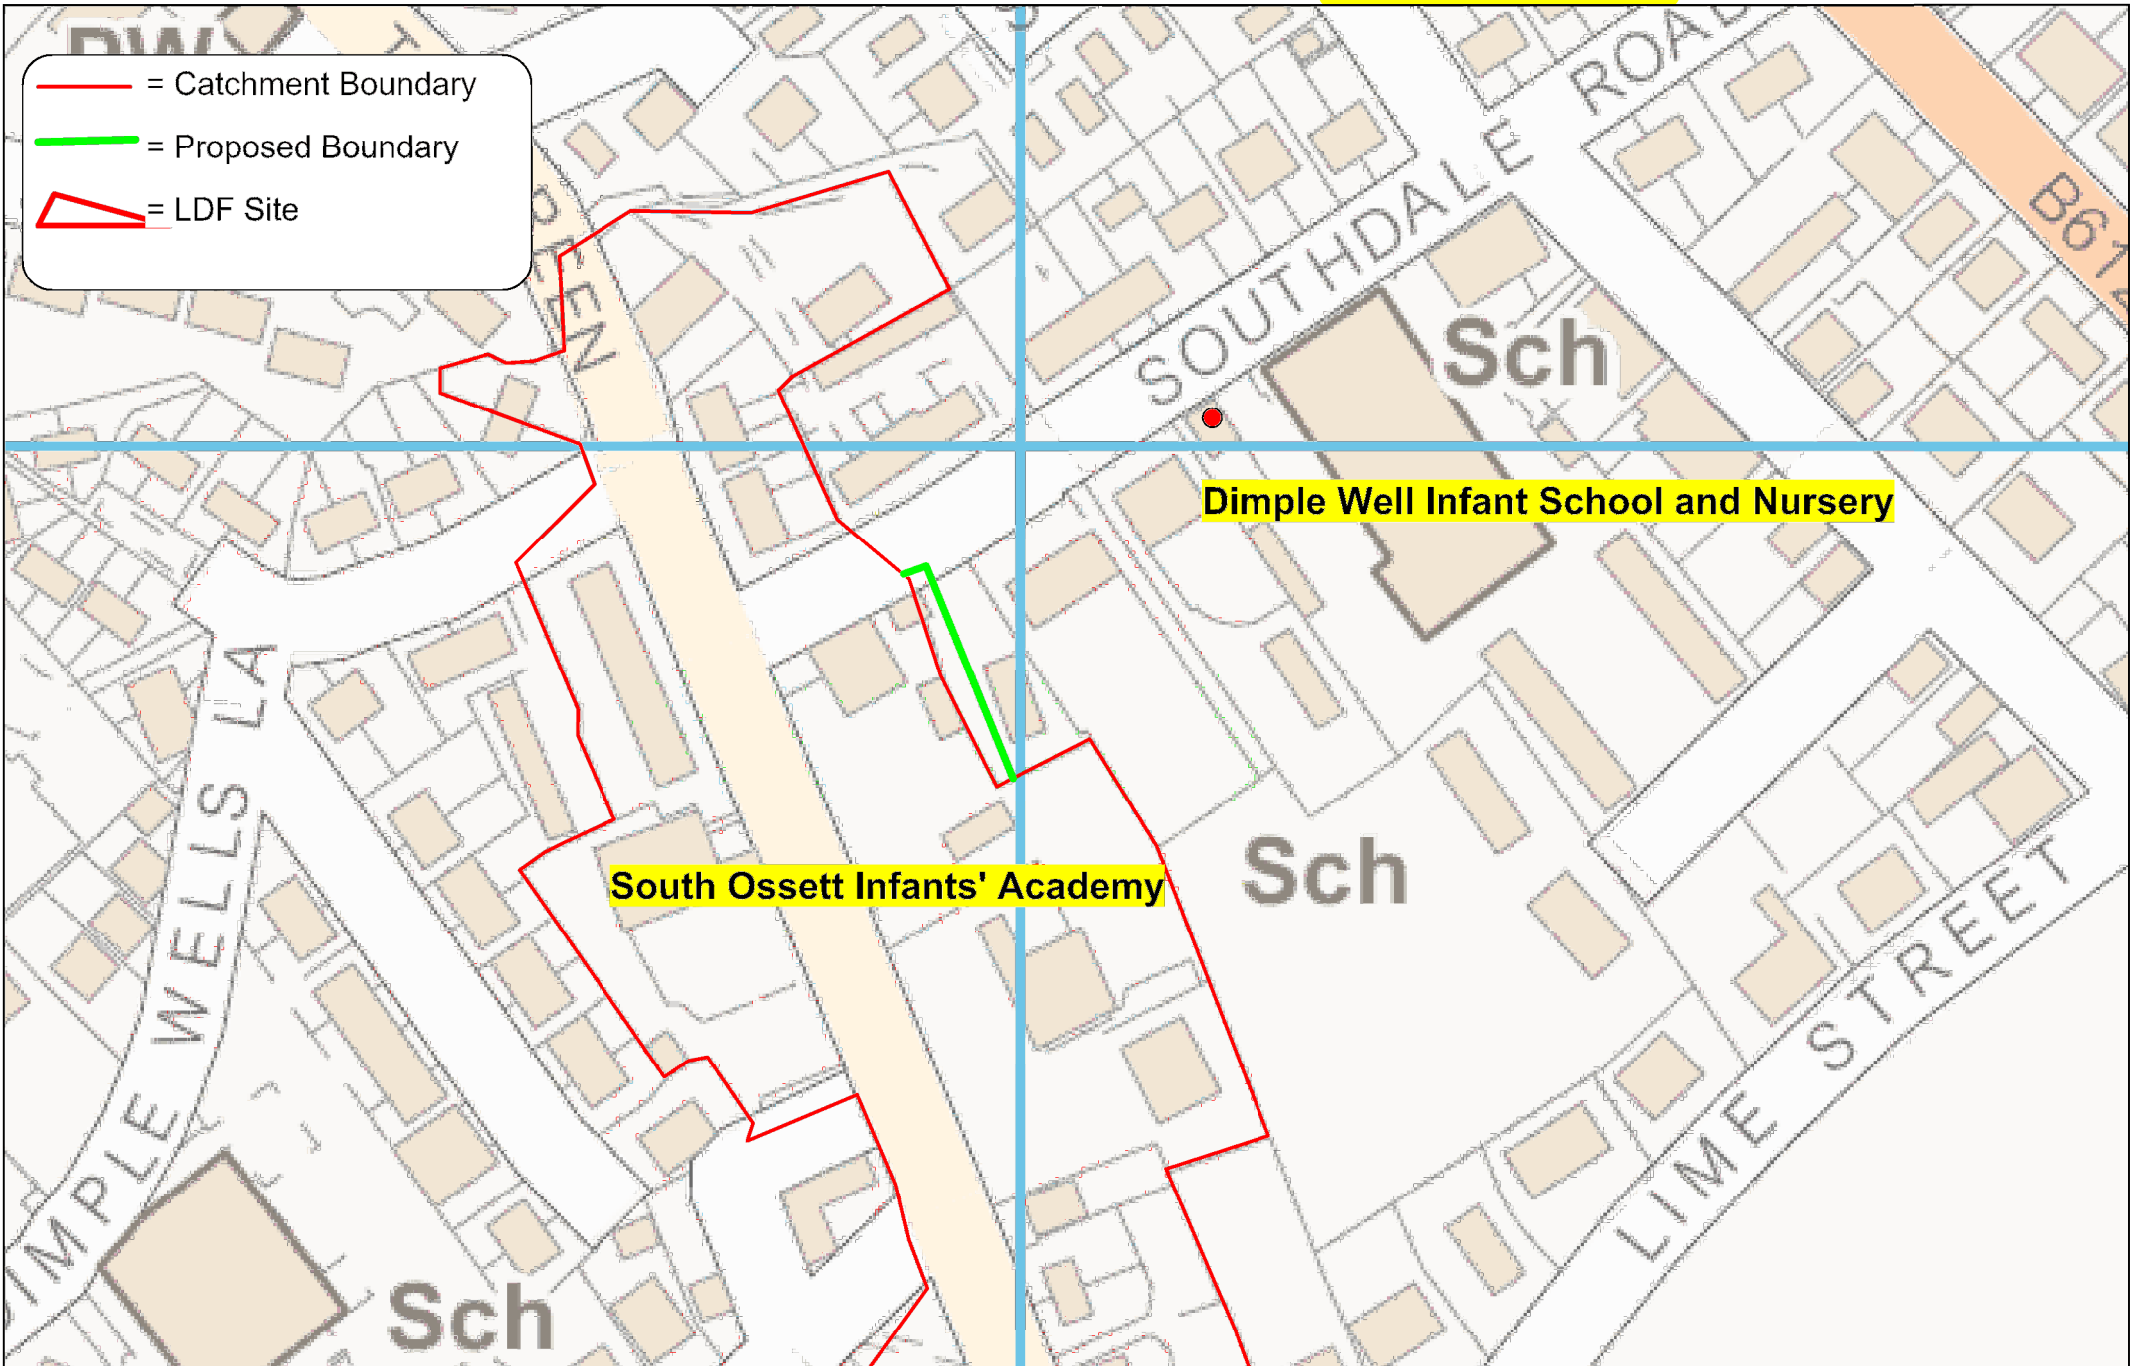 = Catchment Boundary
= Proposed Boundary
= LDF Site
SOUTHDALE ROAD
Sch
Dimple Well Infant School and Nursery
DIMPLE WELLS LA
South Ossett Infants' Academy
Sch
LIME STREET
Sch